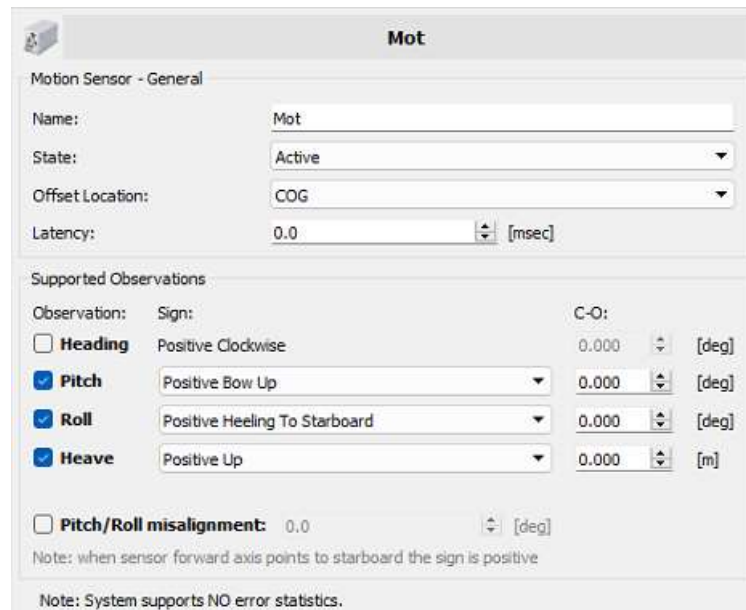 Mot
Motion Sensor - General
Name: Mot
State: Active
Offset Location: COG
Latency: 0.0 [msec]
Supported Observations
Observation: Sign: C-O:
Heading Positive Clockwise 0.000 [deg]
Pitch Positive Bow Up 0.000 [deg]
Roll Positive Heeling To Starboard 0.000 [deg]
Heave Positive Up 0.000 [m]
Pitch/Roll misalignment: 0.0 [deg]
Note: when sensor forward axis points to starboard the sign is positive
Note: System supports NO error statistics.